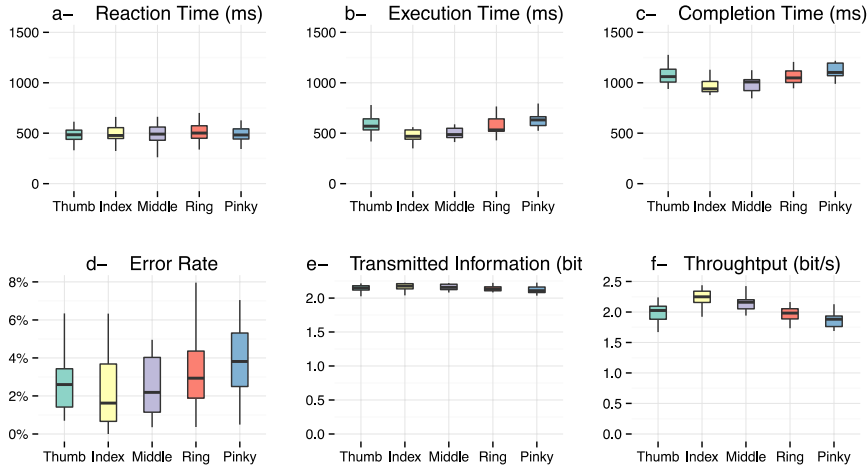 a– Reaction Time (ms)
1500
1000
500
0
Thumb Index Middle Ring Pinky
b– Execution Time (ms)
1500
1000
500
0
Thumb Index Middle Ring Pinky
c– Completion Time (ms)
1500
1000
500
0
Thumb Index Middle Ring Pinky
d– Error Rate
8%
6%
4%
2%
0%
Thumb Index Middle Ring Pinky
e– Transmitted Information (bit
2.0
1.5
1.0
0.5
0.0
Thumb Index Middle Ring Pinky
f– Throughtput (bit/s)
2.5
2.0
1.5
1.0
0.5
0.0
Thumb Index Middle Ring Pinky